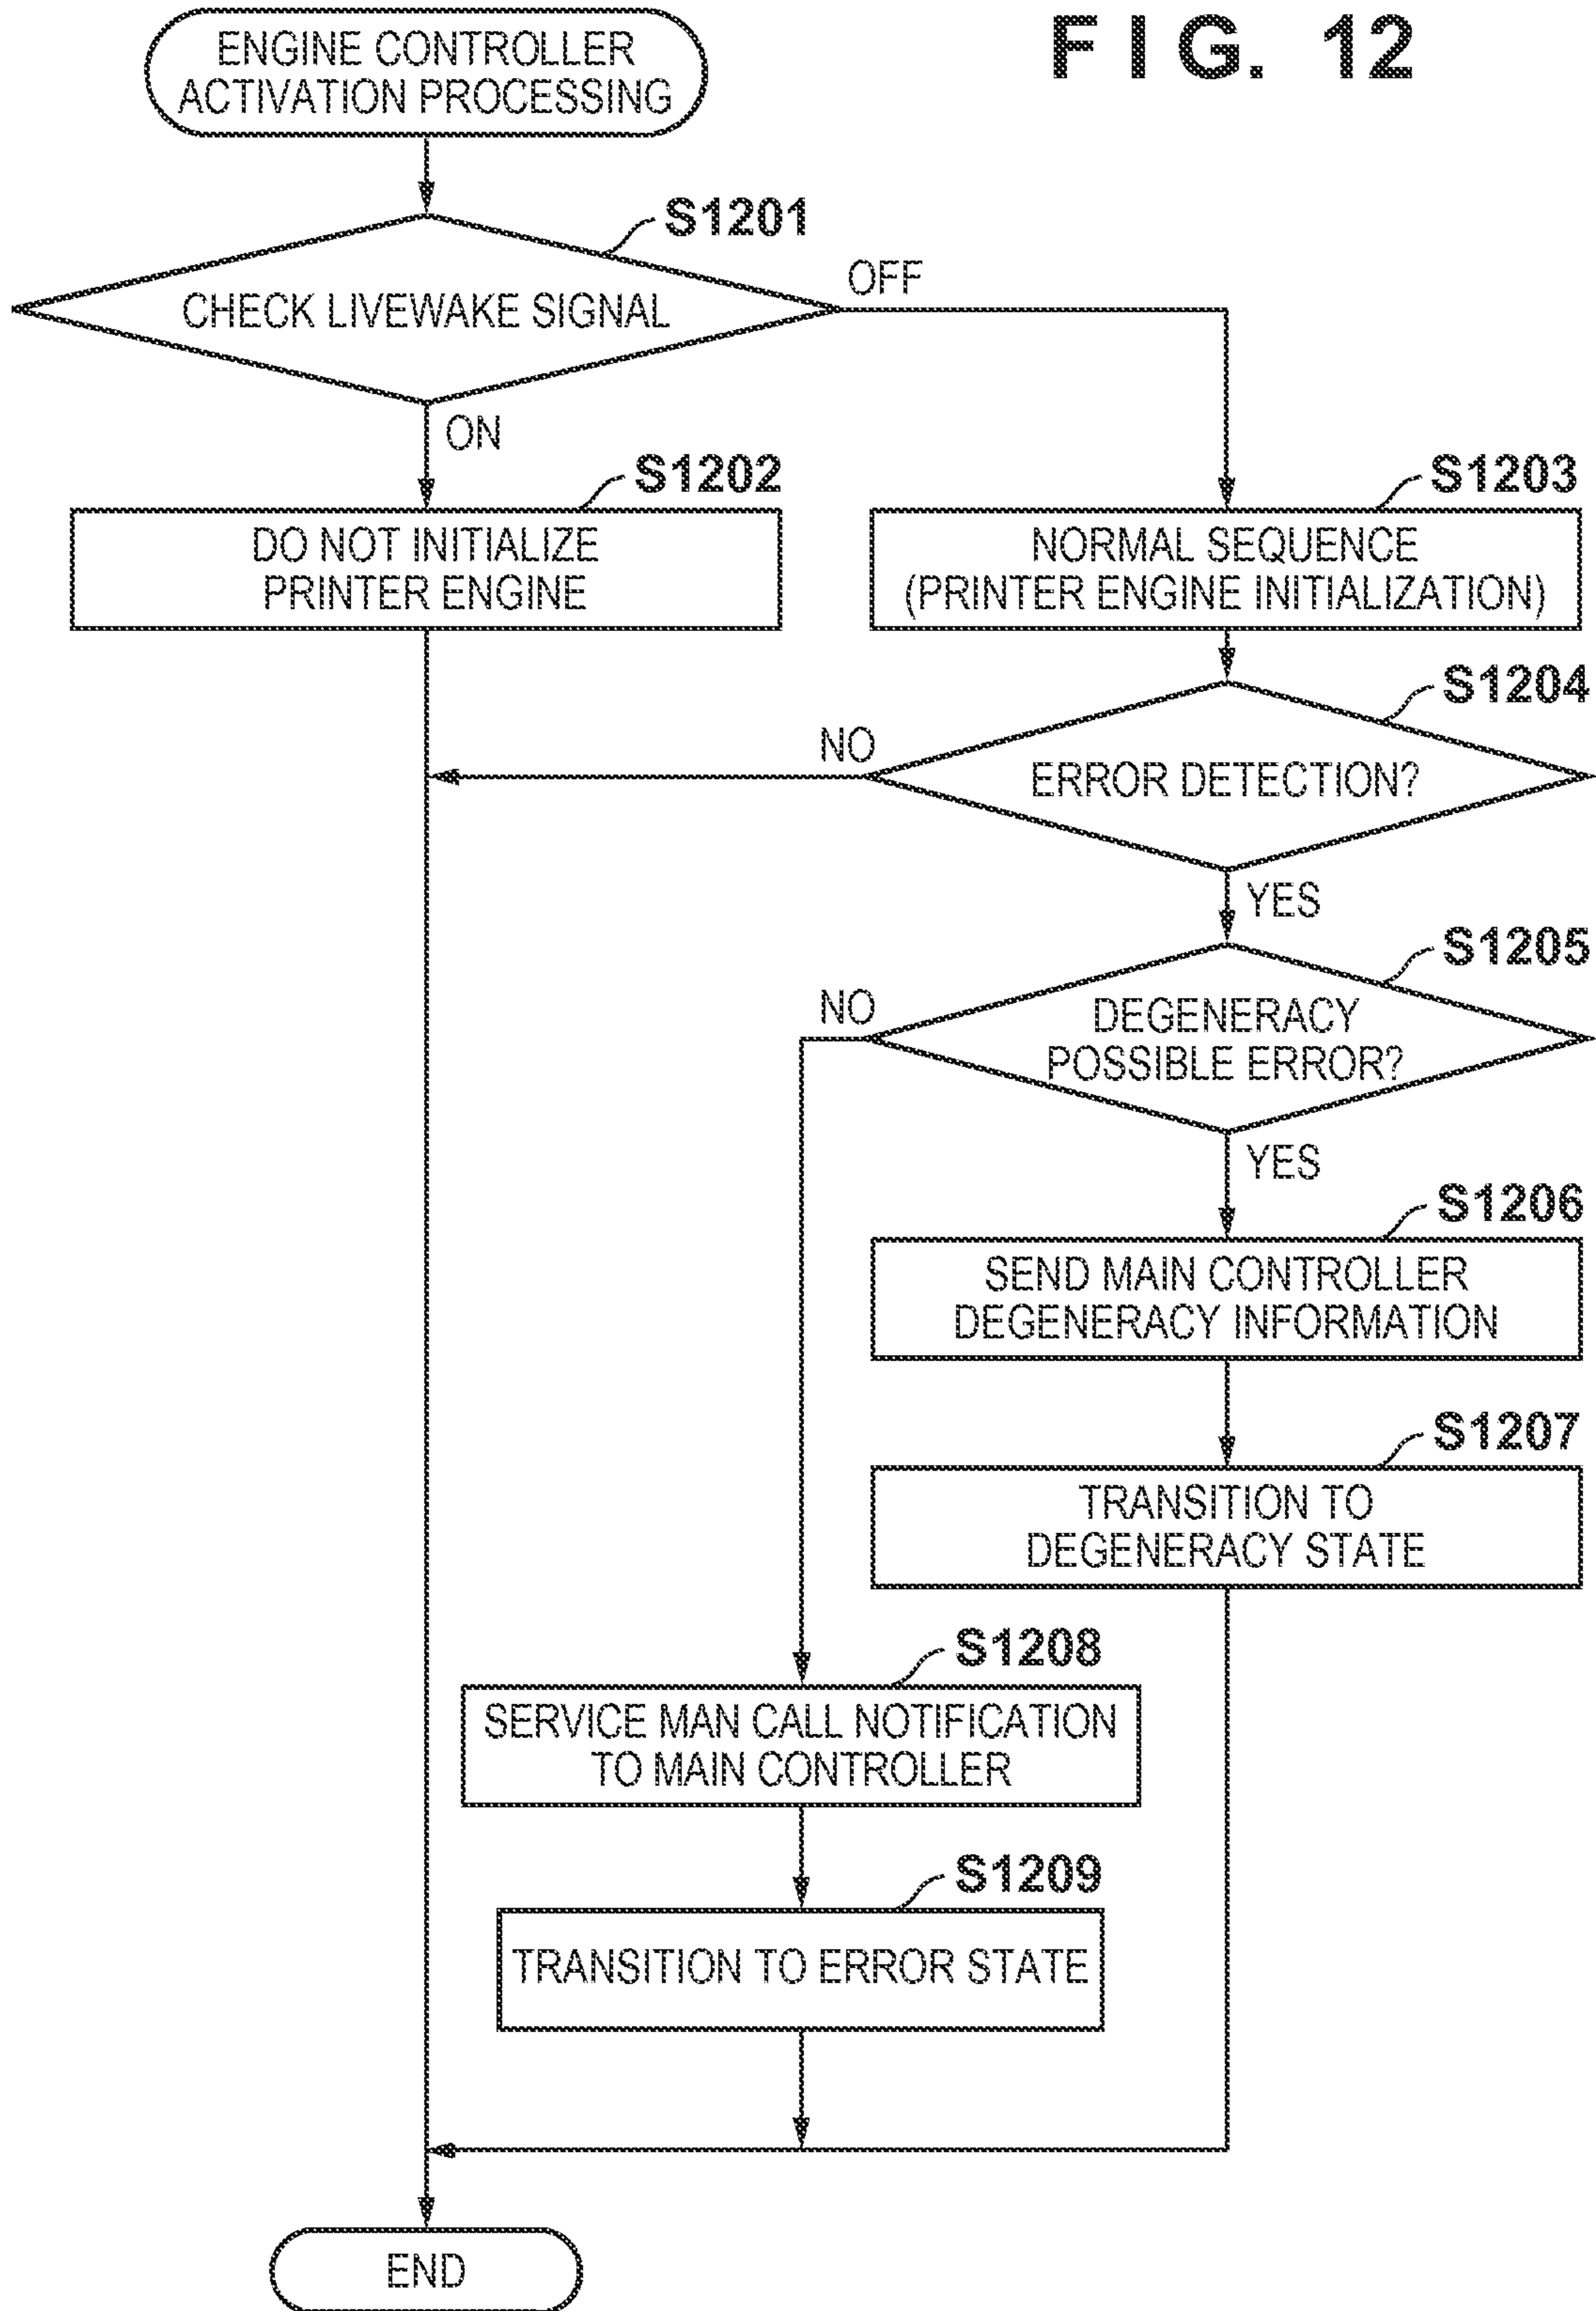 FIG. 12
ENGINE CONTROLLER
ACTIVATION PROCESSING
S1201
CHECK LIVEWAKE SIGNAL
OFF
ON
S1202
DO NOT INITIALIZE
PRINTER ENGINE
S1203
NORMAL SEQUENCE
(PRINTER ENGINE INITIALIZATION)
S1204
ERROR DETECTION?
NO
YES
S1205
DEGENERACY
POSSIBLE ERROR?
NO
YES
S1206
SEND MAIN CONTROLLER
DEGENERACY INFORMATION
S1207
TRANSITION TO
DEGENERACY STATE
S1208
SERVICE MAN CALL NOTIFICATION
TO MAIN CONTROLLER
S1209
TRANSITION TO ERROR STATE
END